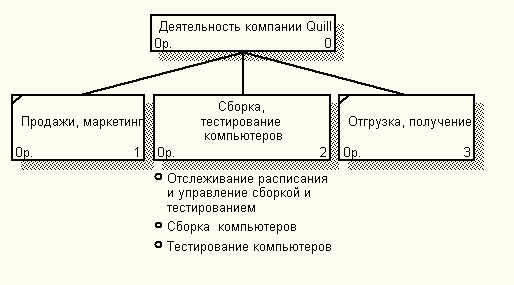 Деятельность компании Quill
0р. 0
Продажи, маркетинг
0р. 1
Сборка,
тестирование
компьютеров
0р. 2
Отгрузка, получение
0р. 3
Отслеживание расписания
и управление сборкой и
тестированием
Сборка компьютеров
Тестирование компьютеров